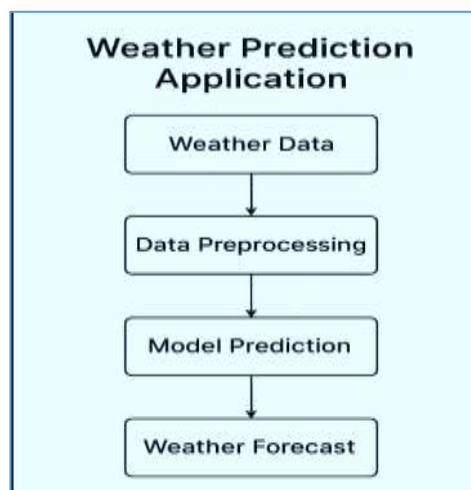 Weather Prediction
Application
Weather Data
Data Preprocessing
Model Prediction
Weather Forecast